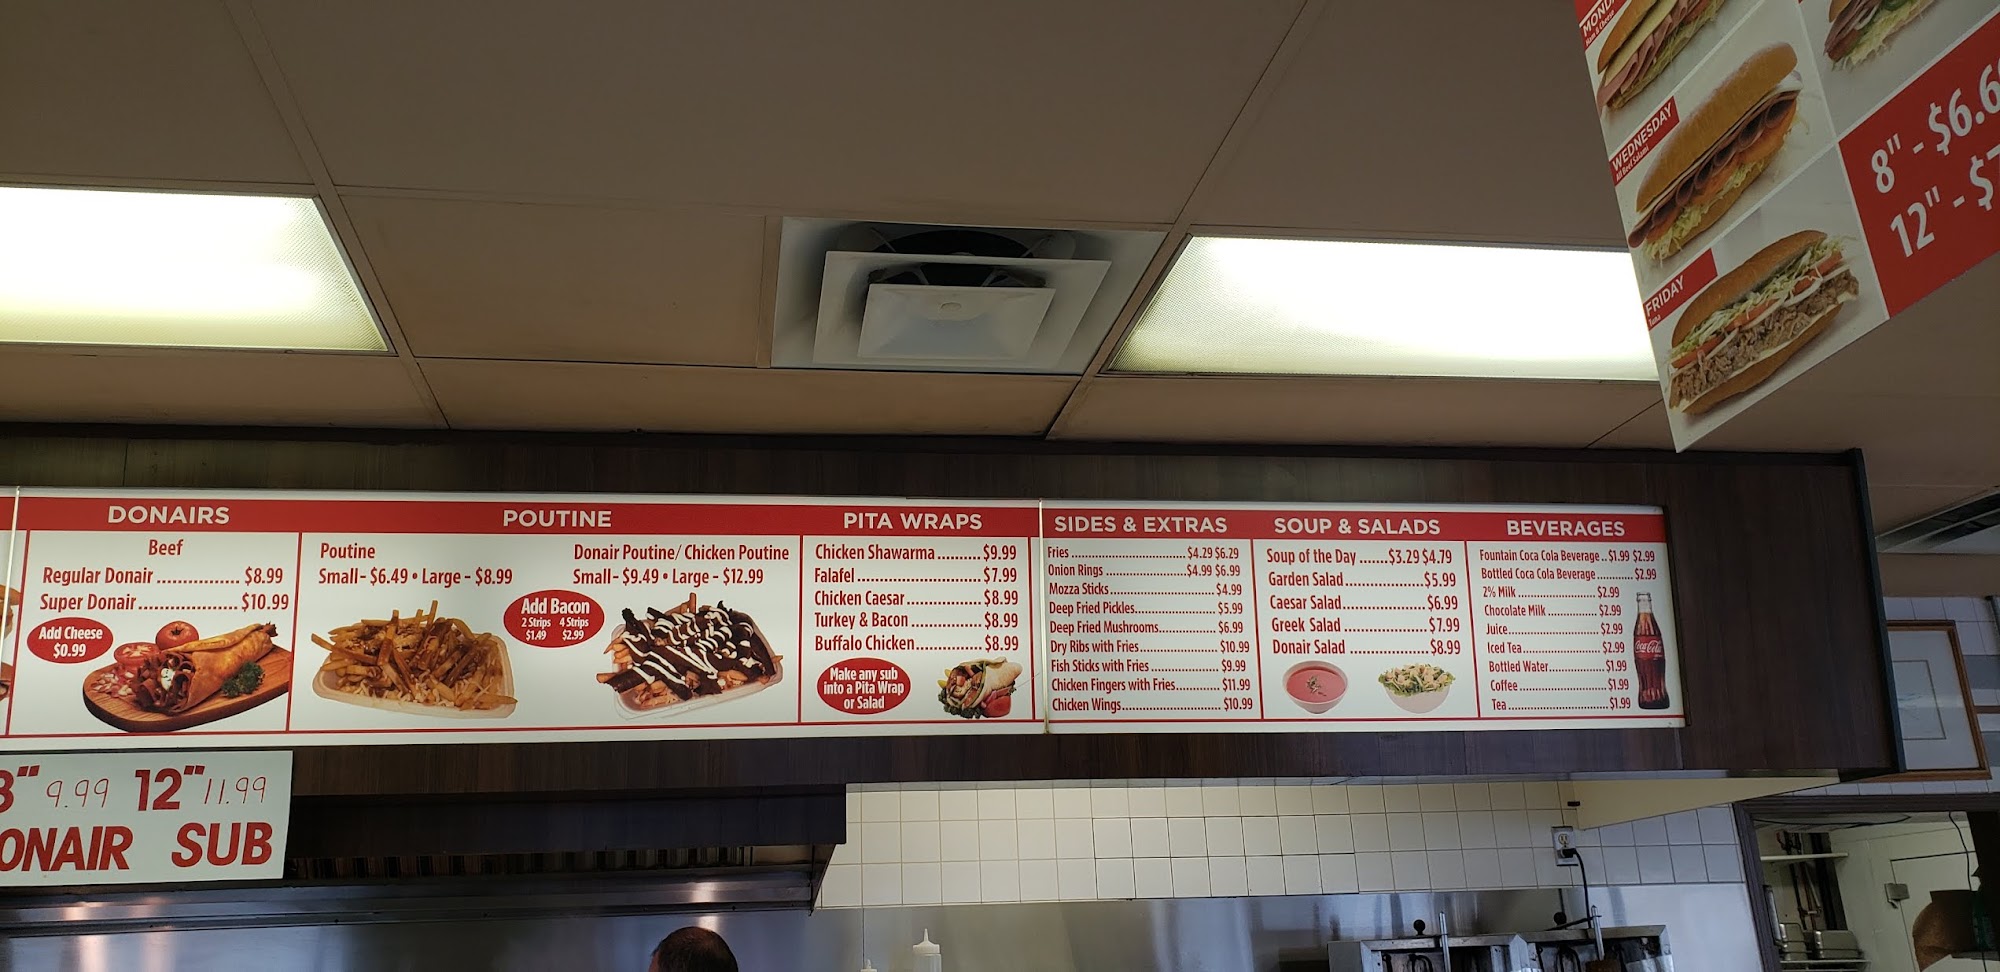 MOND
Ham & Cheese
WEDNESDAY
All Beef Salami
FRIDAY
Tuna
8" - $6.6
12" - $7
DONAIRS
Beef
Regular Donair ................ $8.99
Super Donair ................... $10.99
Add Cheese
$0.99
POUTINE
Poutine
Small - $6.49 • Large - $8.99
Add Bacon
2 Strips 4 Strips
$1.49 $2.99
Donair Poutine/ Chicken Poutine
Small - $9.49 • Large - $12.99
PITA WRAPS
Chicken Shawarma .......... $9.99
Falafel ............................ $7.99
Chicken Caesar ................ $8.99
Turkey & Bacon ............... $8.99
Buffalo Chicken ............... $8.99
Make any sub
into a Pita Wrap
or Salad
SIDES & EXTRAS
Fries ................................ $4.29 $6.29
Onion Rings ....................... $4.99 $6.99
Mozza Sticks ............................. $4.99
Deep Fried Pickles ...................... $5.99
Deep Fried Mushrooms ............... $6.99
Dry Ribs with Fries ..................... $10.99
Fish Sticks with Fries ................... $9.99
Chicken Fingers with Fries ............ $11.99
Chicken Wings ............................ $10.99
SOUP & SALADS
Soup of the Day .......$3.29 $4.79
Garden Salad .................... $5.99
Caesar Salad ..................... $6.99
Greek Salad ...................... $7.99
Donair Salad ..................... $8.99
BEVERAGES
Fountain Coca Cola Beverage .. $1.99 $2.99
Bottled Coca Cola Beverage ........... $2.99
2% Milk ......................... $2.99
Chocolate Milk ................ $2.99
Juice .............................. $2.99
Iced Tea ......................... $2.99
Bottled Water ................. $1.99
Coffee ............................ $1.99
Tea ................................ $1.99
Coca-Cola
8" 9.99 12" 11.99
ONAIR SUB